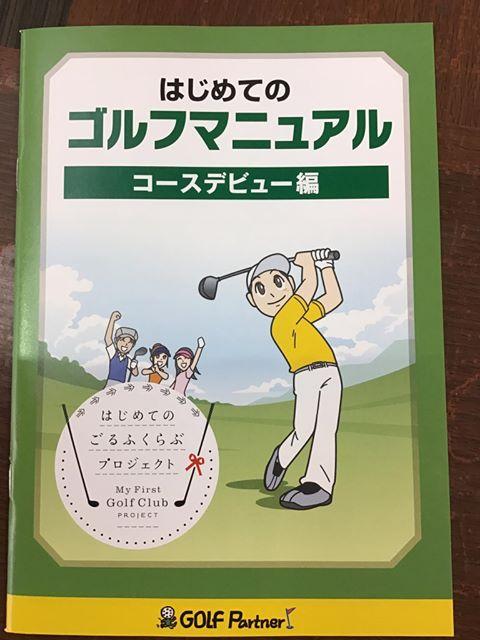 はじめての
ゴルフマニュアル
コースデビュー編
はじめての
ごるふくらぶ
プロジェクト
My First
Golf Club
PROJECT
GOLF Partner